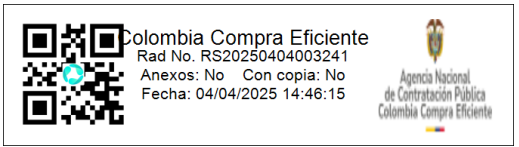 Colombia Compra Eficiente
Rad No. RS20250404003241
Anexos: No Con copia: No
Fecha: 04/04/2025 14:46:15
Agencia Nacional
de Contratación Pública
Colombia Compra Eficiente